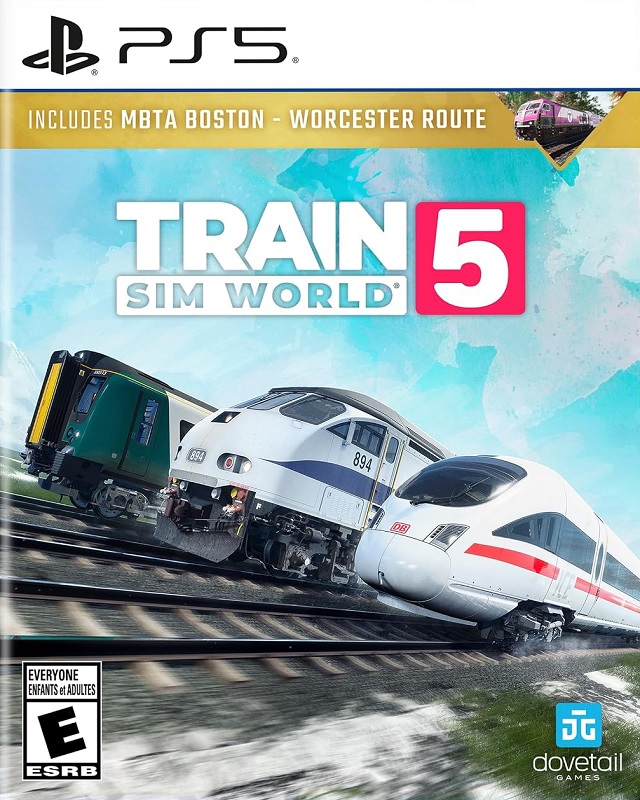 PS5
INCLUDES MBTA BOSTON - WORCESTER ROUTE
TRAIN 5
SIM WORLD®
894
894
DB
EVERYONE
ENFANTS et ADULTES
E
ESRB
dovetail
GAMES